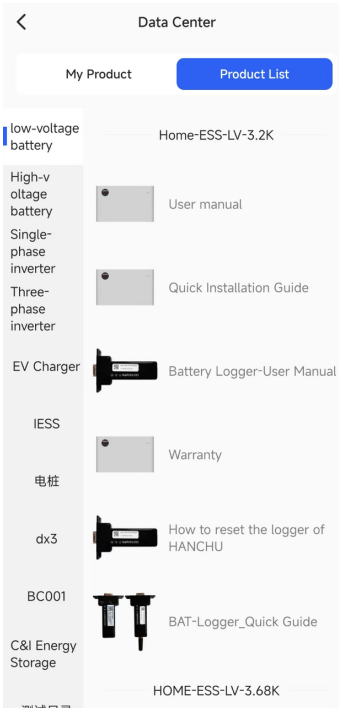 Data Center
My Product
Product List
low-voltage
battery
High-v
oltage
battery
Single-
phase
inverter
Three-
phase
inverter
EV Charger
IESS
电桩
dx3
BC001
C&I Energy
Storage
Home-ESS-LV-3.2K
User manual
Quick Installation Guide
Battery Logger-User Manual
Warranty
How to reset the logger of
HANCHU
BAT-Logger_Quick Guide
HOME-ESS-LV-3.68K